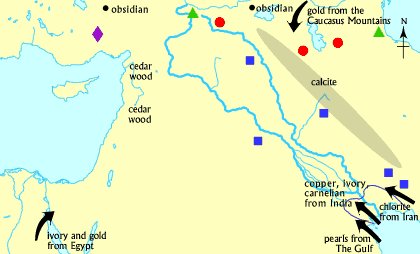 obsidian
obsidian
gold from the
Caucasus Mountains
N
cedar
wood
calcite
cedar
wood
copper, ivory,
carnelian
from India
chlorite
from Iran
ivory and gold
from Egypt
pearls from
The Gulf